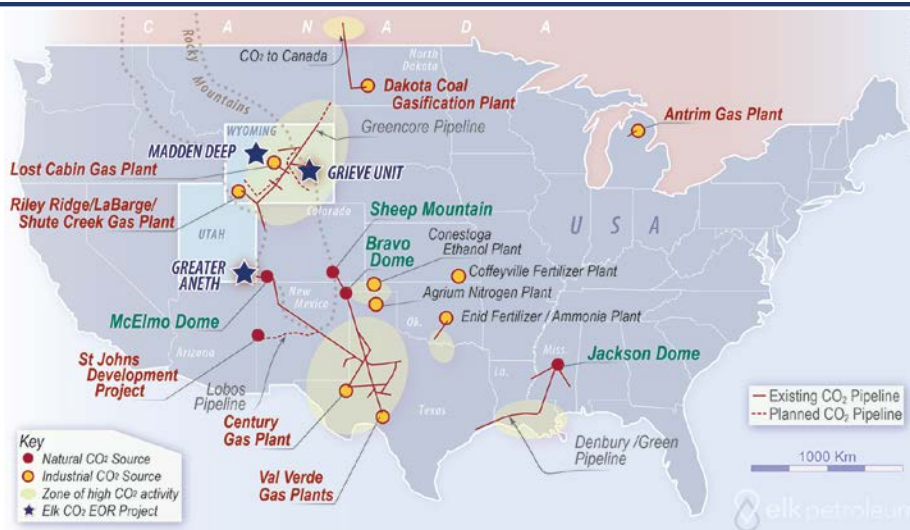 C A N A D A
Rocky Mountains
CO₂ to Canada
North
Dakota
Dakota Coal
Gasification Plant
Antrim Gas Plant
WYOMING
Greencore Pipeline
MADDEN DEEP
Lost Cabin Gas Plant
GRIEVE UNIT
Riley Ridge/LaBarge/
Shute Creek Gas Plant
Colorado
Sheep Mountain
U S A
UTAH
Bravo
Dome
Conestoga
Ethanol Plant
Coffeyville Fertilizer Plant
GREATER
ANETH
New
Mexico
Agrium Nitrogen Plant
McElmo Dome
Ok.
Enid Fertilizer / Ammonia Plant
Arizona
Miss.
Jackson Dome
St Johns
Development
Project
Lobos
Pipeline
La.
Texas
Century
Gas Plant
Denbury /Green
Pipeline
Existing CO₂ Pipeline
Planned CO₂ Pipeline
Val Verde
Gas Plants
Key
Natural CO₂ Source
Industrial CO₂ Source
Zone of high CO₂ activity
Elk CO₂ EOR Project
1000 Km
elk petroleum